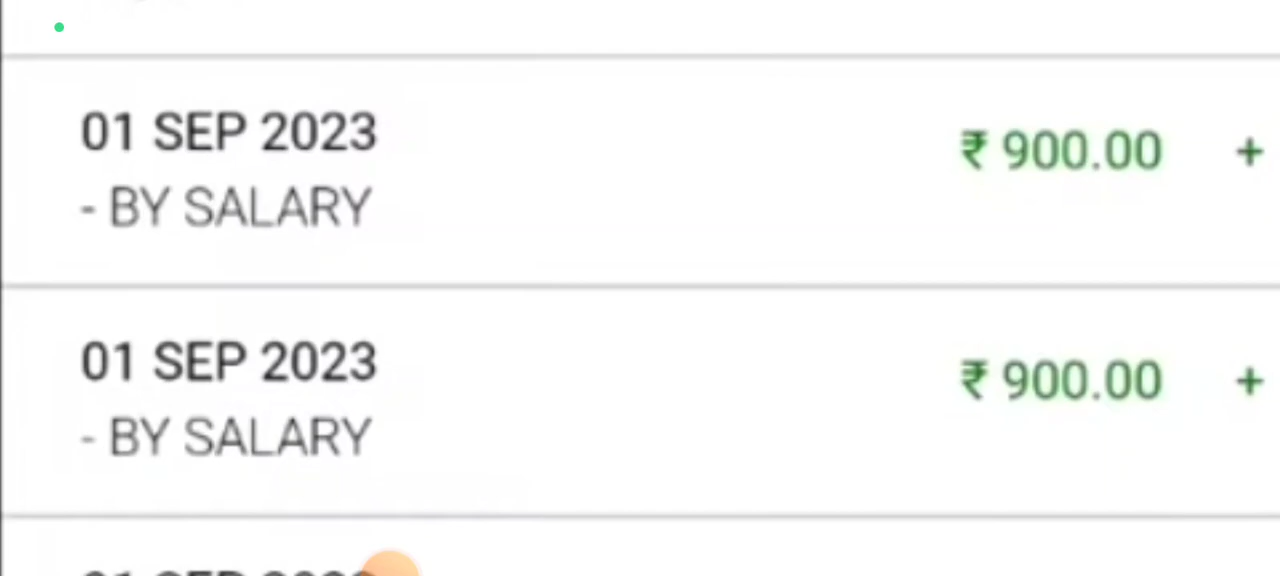 01 SEP 2023
₹ 900.00 +
- BY SALARY
01 SEP 2023
₹ 900.00 +
- BY SALARY